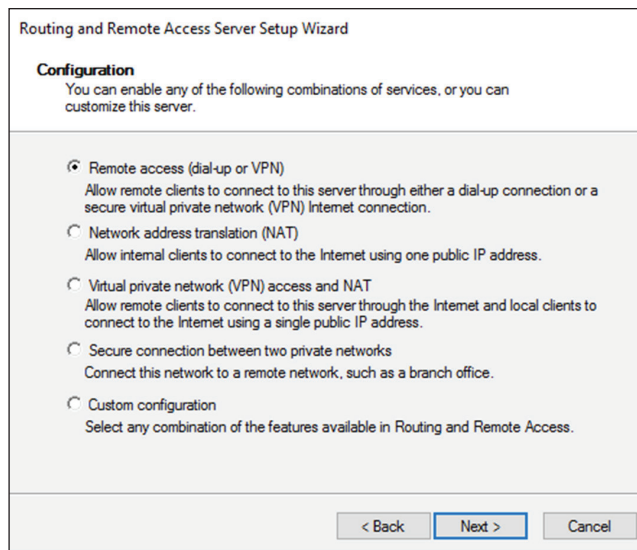 Routing and Remote Access Server Setup Wizard
Configuration
You can enable any of the following combinations of services, or you can
customize this server.
Remote access (dial-up or VPN)
Allow remote clients to connect to this server through either a dial-up connection or a
secure virtual private network (VPN) Internet connection.
Network address translation (NAT)
Allow internal clients to connect to the Internet using one public IP address.
Virtual private network (VPN) access and NAT
Allow remote clients to connect to this server through the Internet and local clients to
connect to the Internet using a single public IP address.
Secure connection between two private networks
Connect this network to a remote network, such as a branch office.
Custom configuration
Select any combination of the features available in Routing and Remote Access.
< Back Next > Cancel